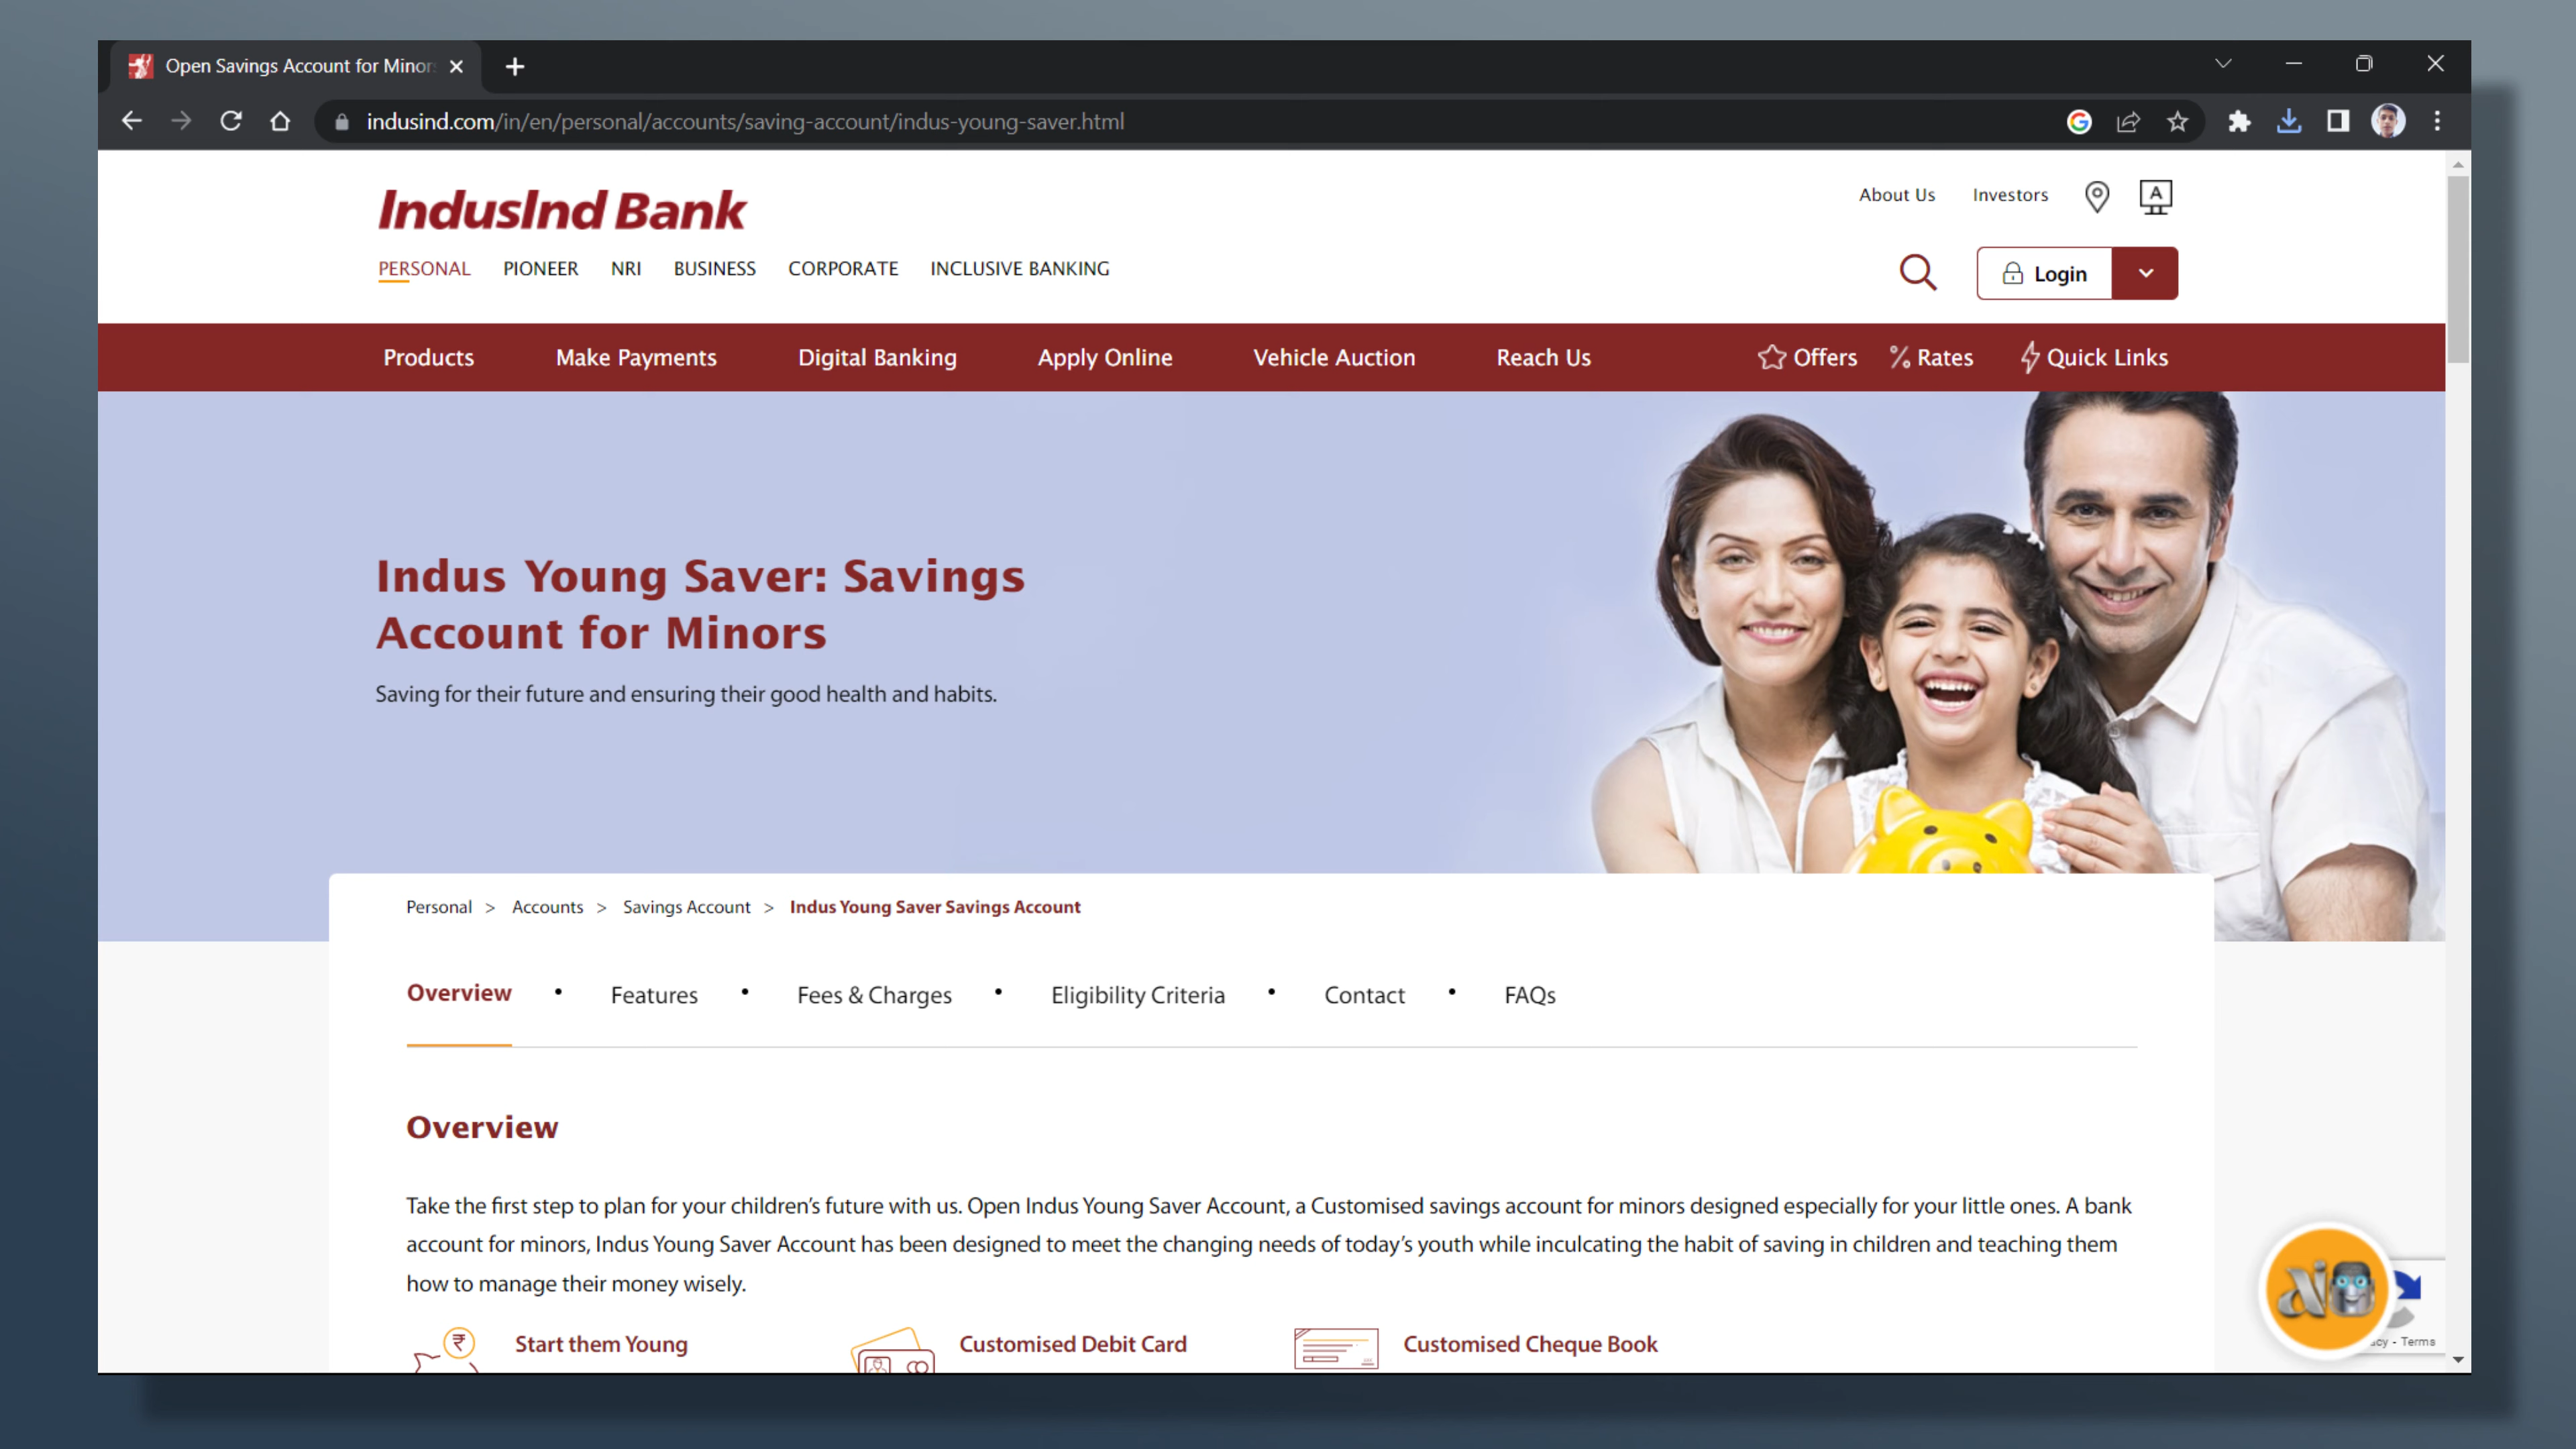 Open Savings Account for Minor
indusind.com/in/en/personal/accounts/saving-account/indus-young-saver.html
IndusInd Bank
About Us Investors A
PERSONAL PIONEER NRI BUSINESS CORPORATE INCLUSIVE BANKING
Login
Products Make Payments Digital Banking Apply Online Vehicle Auction Reach Us Offers % Rates Quick Links
Indus Young Saver: Savings
Account for Minors
Saving for their future and ensuring their good health and habits.
Personal > Accounts > Savings Account > Indus Young Saver Savings Account
Overview • Features • Fees & Charges • Eligibility Criteria • Contact • FAQs
Overview
Take the first step to plan for your children’s future with us. Open Indus Young Saver Account, a Customised savings account for minors designed especially for your little ones. A bank
account for minors, Indus Young Saver Account has been designed to meet the changing needs of today’s youth while inculcating the habit of saving in children and teaching them
how to manage their money wisely.
₹ Start them Young Customised Debit Card Customised Cheque Book
- Terms